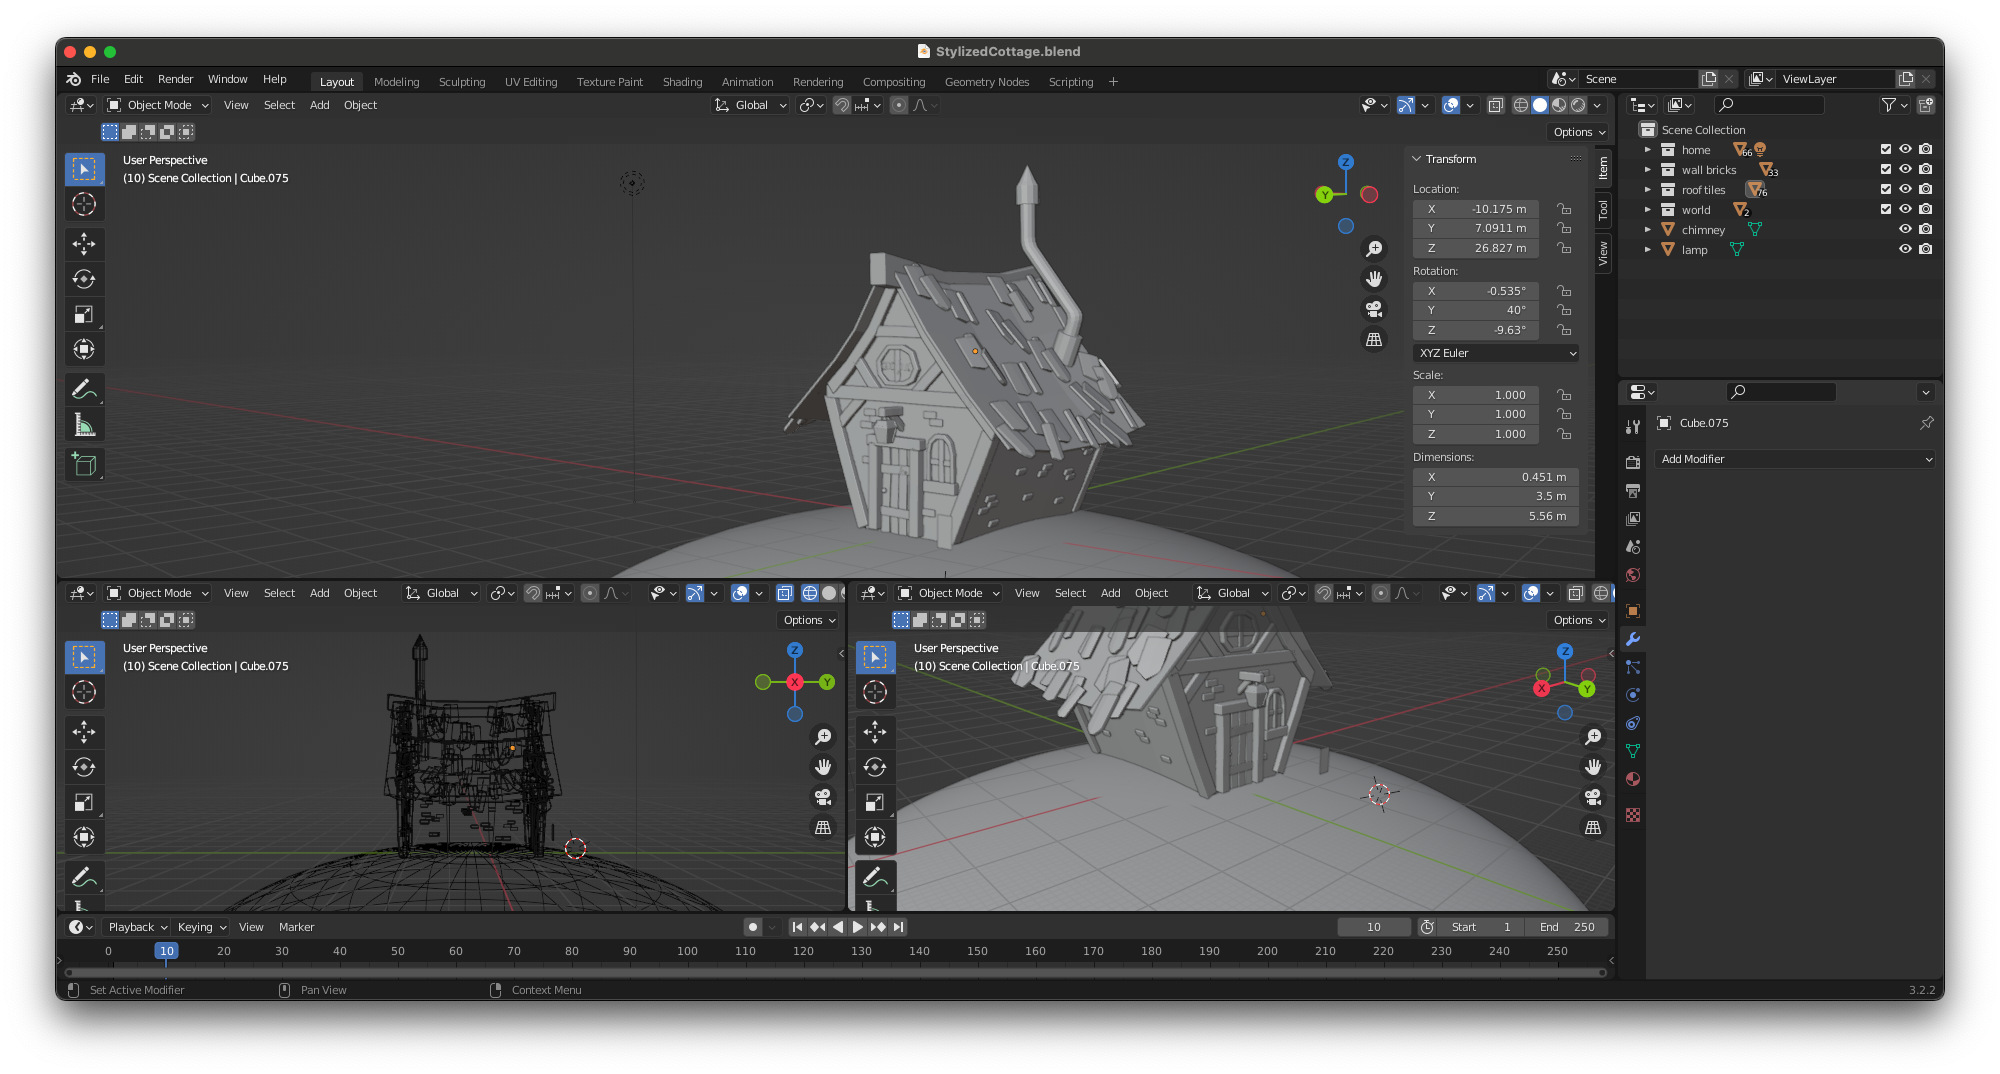 StylizedCottage.blend
File Edit Render Window Help Layout Modeling Sculpting UV Editing Texture Paint Shading Animation Rendering Compositing Geometry Nodes Scripting + Scene ViewLayer
Object Mode View Select Add Object Global
Options
User Perspective
(10) Scene Collection | Cube.075
Z
Y
Transform
Location:
X -10.175 m
Y 7.0911 m
Z 26.827 m
Rotation:
X -0.535°
Y 40°
Z -9.63°
XYZ Euler
Scale:
X 1.000
Y 1.000
Z 1.000
Dimensions:
X 0.451 m
Y 3.5 m
Z 5.56 m
Item
Tool
View
Scene Collection
home 66
wall bricks 33
roof tiles 76
world 2
chimney
lamp
Cube.075
Add Modifier
Object Mode View Select Add Object Global
Options
User Perspective
(10) Scene Collection | Cube.075
Z
X
Y
Object Mode View Select Add Object Global
Options
User Perspective
(10) Scene Collection | Cube.075
Z
X
Y
Playback Keying View Marker 10 Start 1 End 250
0 10 20 30 40 50 60 70 80 90 100 110 120 130 140 150 160 170 180 190 200 210 220 230 240 250
Set Active Modifier Pan View Context Menu 3.2.2